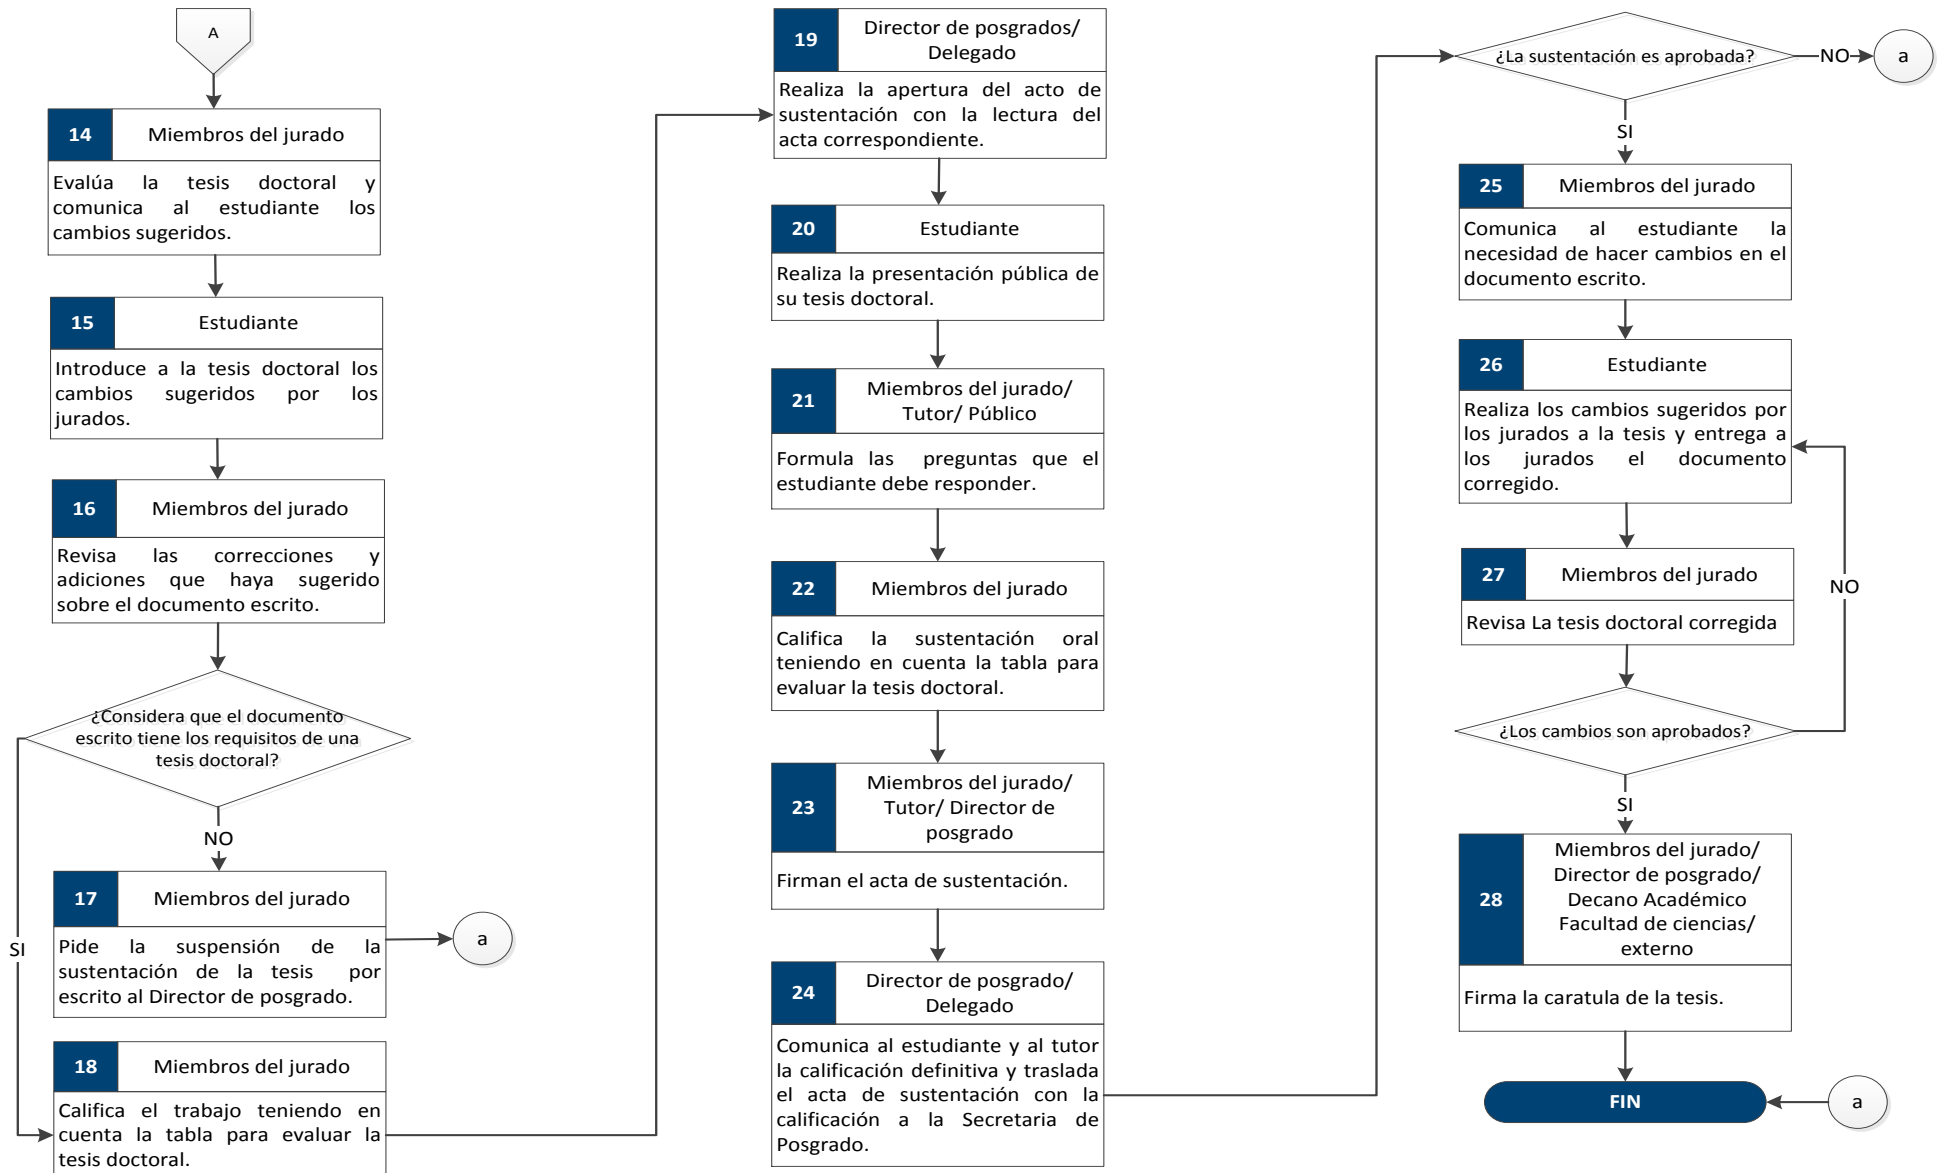 A
14
Miembros del jurado
Evalúa la tesis doctoral y
comunica al estudiante los
cambios sugeridos.
15
Estudiante
Introduce a la tesis doctoral los
cambios sugeridos por los
jurados.
16
Miembros del jurado
Revisa las correcciones y
adiciones que haya sugerido
sobre el documento escrito.
¿Considera que el documento
escrito tiene los requisitos de una
tesis doctoral?
NO
SI
17
Miembros del jurado
Pide la suspensión de la
sustentación de la tesis por
escrito al Director de posgrado.
a
18
Miembros del jurado
Califica el trabajo teniendo en
cuenta la tabla para evaluar la
tesis doctoral.
19
Director de posgrados/
Delegado
Realiza la apertura del acto de
sustentación con la lectura del
acta correspondiente.
20
Estudiante
Realiza la presentación pública de
su tesis doctoral.
21
Miembros del jurado/
Tutor/ Público
Formula las preguntas que el
estudiante debe responder.
22
Miembros del jurado
Califica la sustentación oral
teniendo en cuenta la tabla para
evaluar la tesis doctoral.
23
Miembros del jurado/
Tutor/ Director de
posgrado
Firman el acta de sustentación.
24
Director de posgrado/
Delegado
Comunica al estudiante y al tutor
la calificación definitiva y traslada
el acta de sustentación con la
calificación a la Secretaria de
Posgrado.
¿La sustentación es aprobada?
NO
a
SI
25
Miembros del jurado
Comunica al estudiante la
necesidad de hacer cambios en el
documento escrito.
26
Estudiante
Realiza los cambios sugeridos por
los jurados a la tesis y entrega a
los jurados el documento
corregido.
27
Miembros del jurado
Revisa La tesis doctoral corregida
NO
¿Los cambios son aprobados?
SI
28
Miembros del jurado/
Director de posgrado/
Decano Académico
Facultad de ciencias/
externo
Firma la caratula de la tesis.
FIN
a